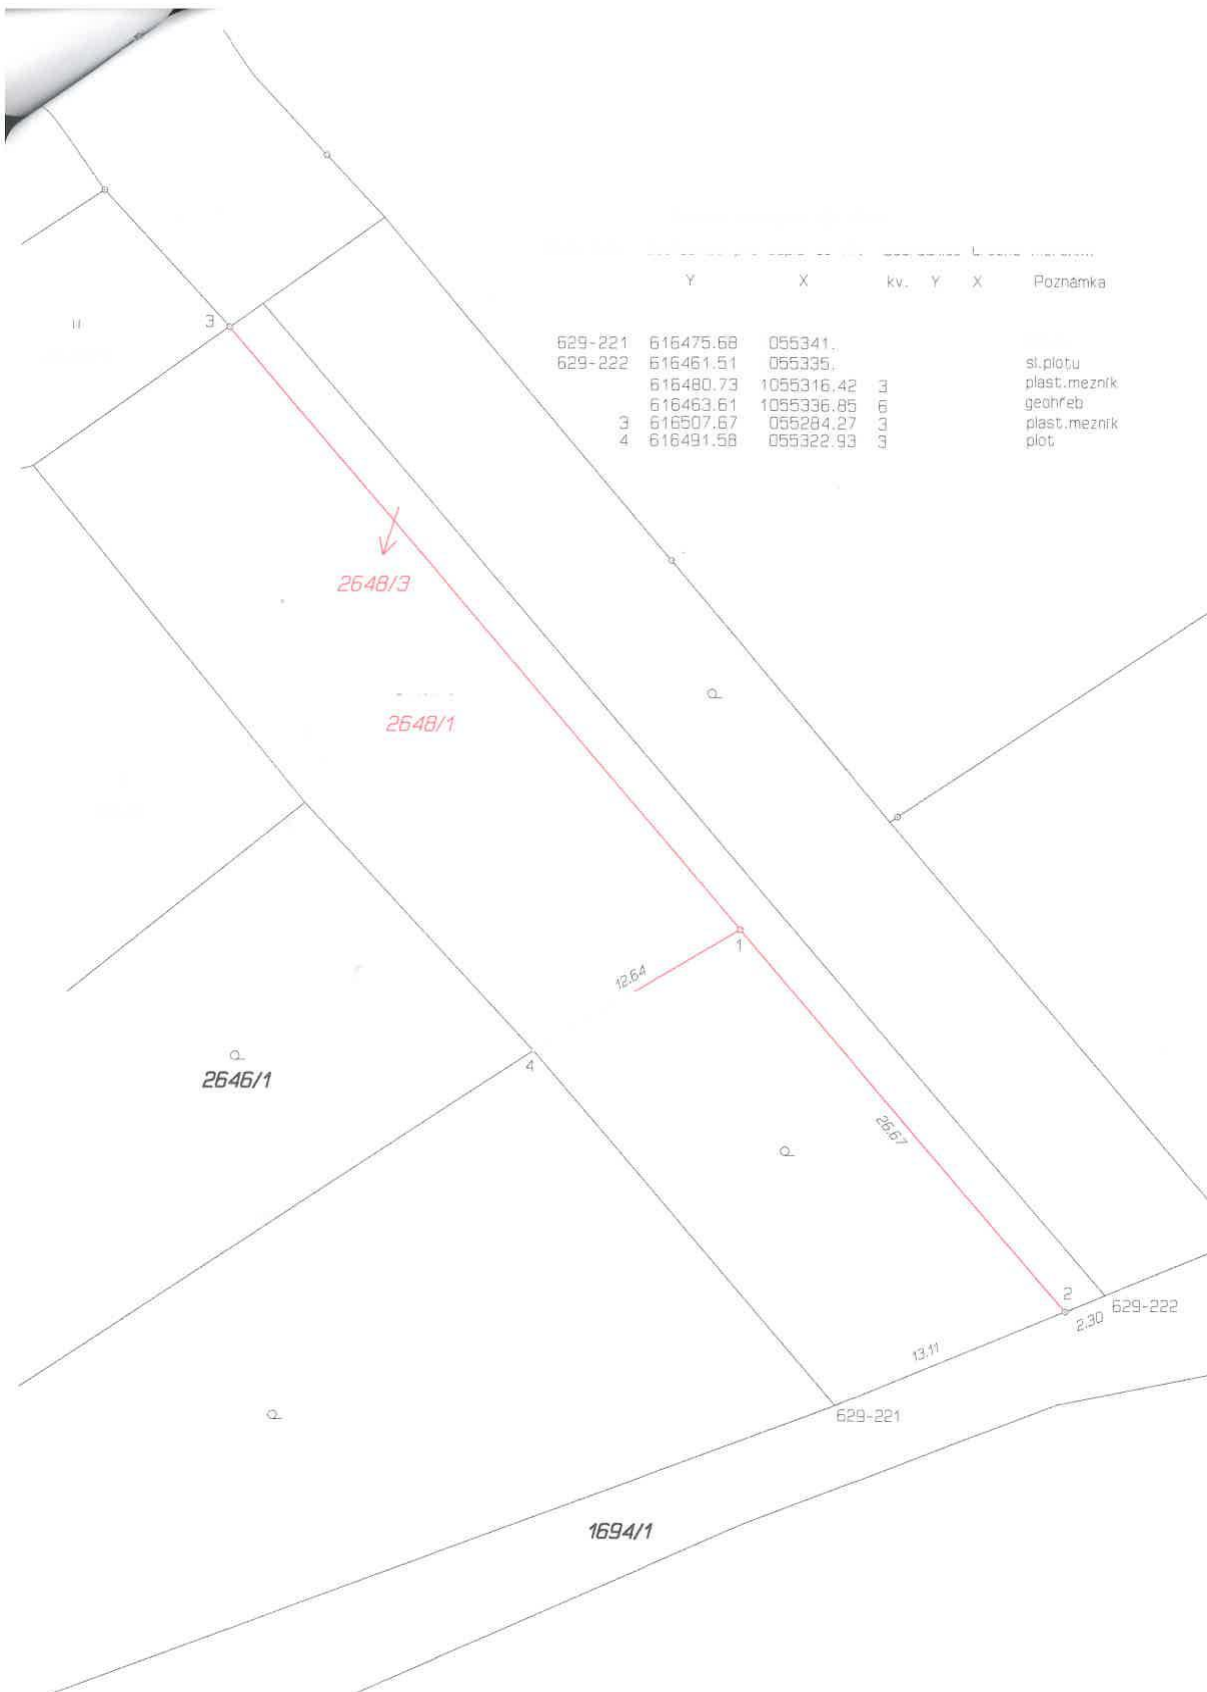 Y X kv. Y X Poznámka
3
629-221 616475.68 055341.
629-222 616461.51 055335. sl.plotu
616480.73 1055316.42 3 plast.mezník
616463.61 1055336.85 6 geohřeb
3 616507.67 055284.27 3 plast.mezník
4 616491.58 055322.93 3 plot
2648/3
2648/1
1
12.64
4
2646/1
26.67
2
629-222
2.30
13.11
629-221
1694/1